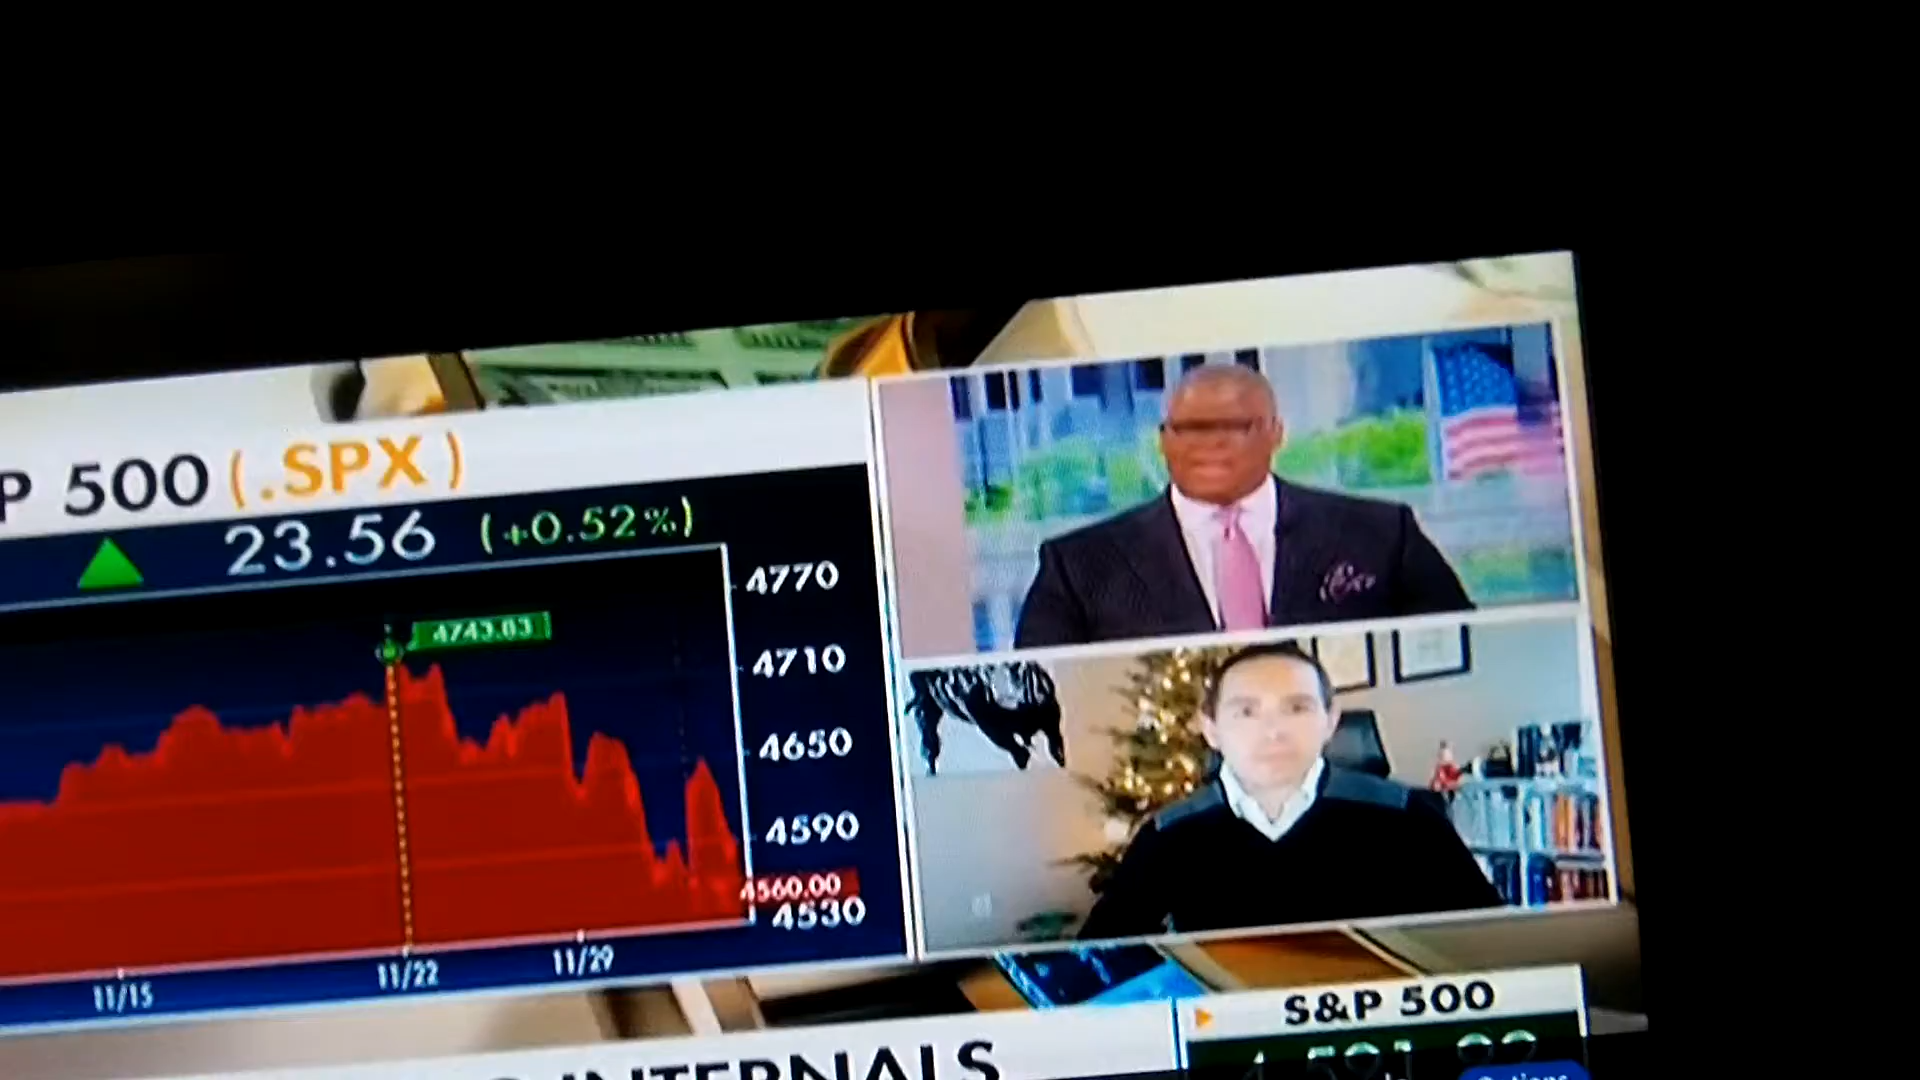 P 500 (.SPX)
23.56 (+0.52%)
4770
4743.83
4710
4650
4590
4560.00
4530
11/15
11/22
11/29
S&P 500
INTERNALS
Options